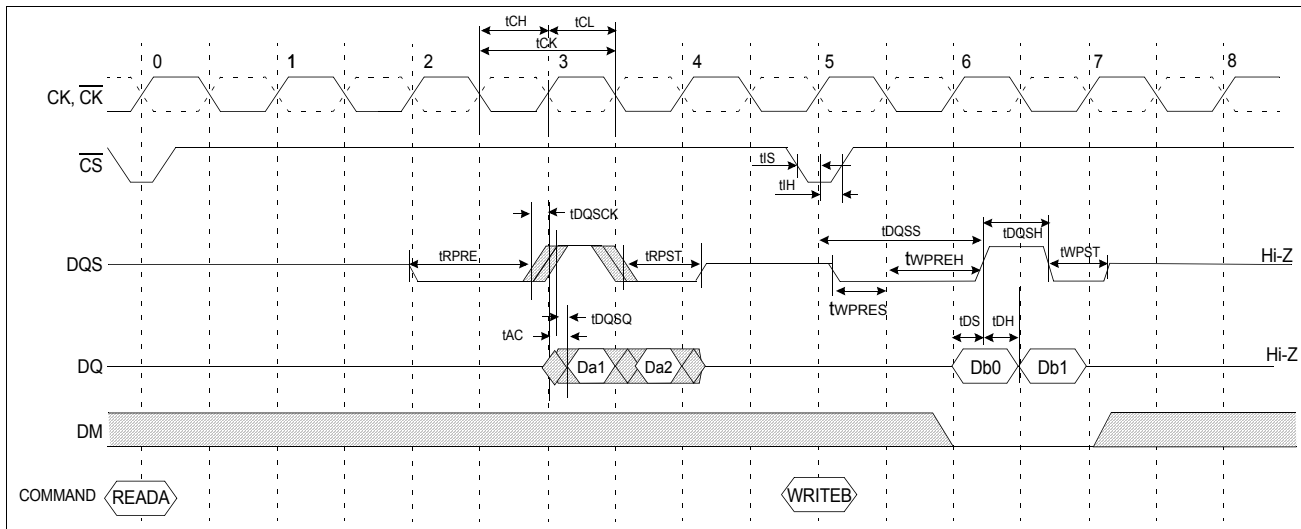 tCH tCL
tCK
0 1 2 3 4 5 6 7 8
CK, C̅K̅
C̅S̅
tIS
tIH
tDQSCK
tDQSS tDQSH
DQS tRPRE tRPST tWPREH tWPST Hi-Z
tWPRES
tDQSQ
tAC tDS tDH
DQ Da1 Da2 Db0 Db1 Hi-Z
DM
COMMAND READA WRITEB